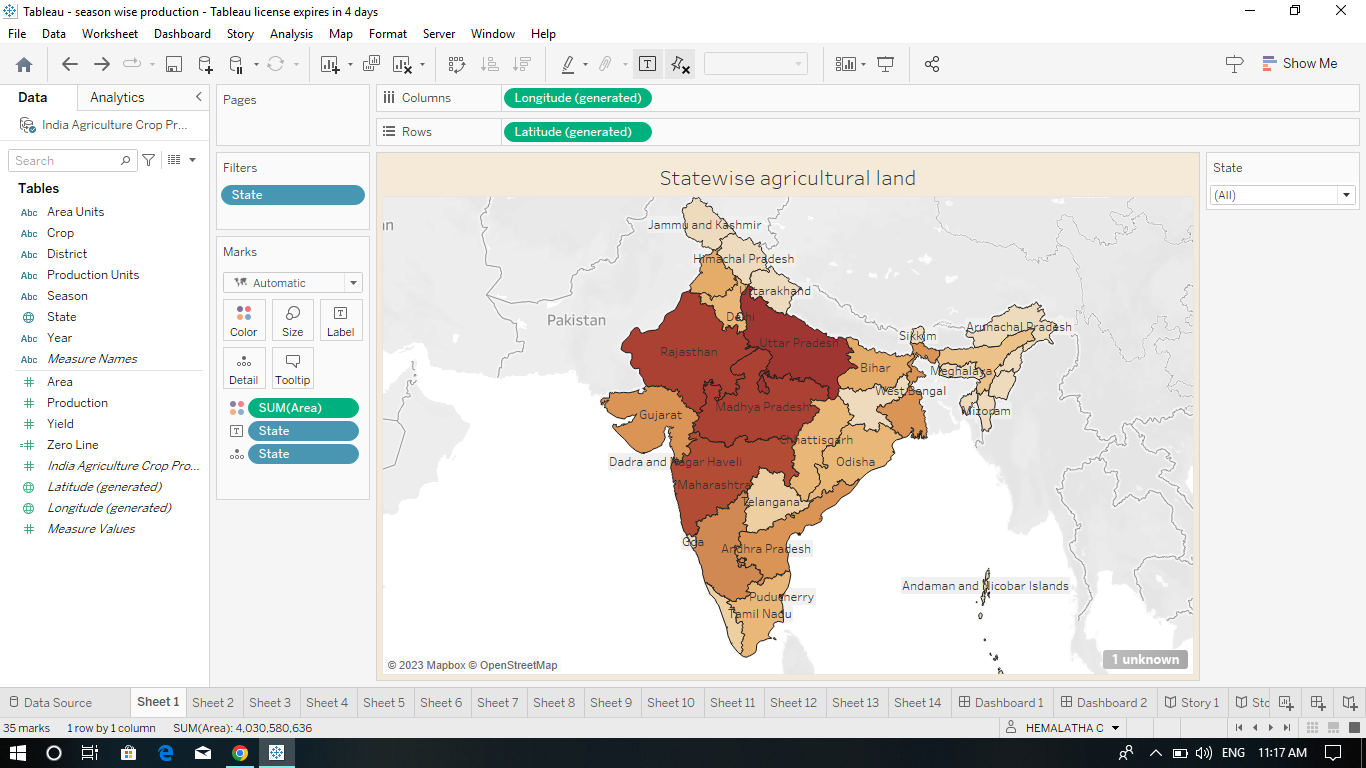 Tableau - season wise production - Tableau license expires in 4 days
File Data Worksheet Dashboard Story Analysis Map Format Server Window Help
Show Me
Data Analytics
India Agriculture Crop Pr...
Search
Tables
Abc Area Units
Abc Crop
Abc District
Abc Production Units
Abc Season
State
Abc Year
Abc Measure Names
Area
Production
Yield
Zero Line
India Agriculture Crop Pro...
Latitude (generated)
Longitude (generated)
Measure Values
Pages
Filters
State
Marks
Automatic
Color Size Label
Detail Tooltip
SUM(Area)
State
State
Columns Longitude (generated)
Rows Latitude (generated)
Statewise agricultural land
Jammu and Kashmir
Himachal Pradesh
Uttarakhand
Pakistan
Delhi
Arunachal Pradesh
Sikkim
Uttar Pradesh
Rajasthan
Bihar
Meghalaya
West Bengal
Madhya Pradesh
Mizoram
Gujarat
Chhattisgarh
Dadra and Nagar Haveli
Odisha
Maharashtra
Telangana
Goa
Andhra Pradesh
Andaman and Nicobar Islands
Puducherry
Tamil Nadu
© 2023 Mapbox © OpenStreetMap
1 unknown
State
(All)
Data Source Sheet 1 Sheet 2 Sheet 3 Sheet 4 Sheet 5 Sheet 6 Sheet 7 Sheet 8 Sheet 9 Sheet 10 Sheet 11 Sheet 12 Sheet 13 Sheet 14 Dashboard 1 Dashboard 2 Story 1 Stc
35 marks 1 row by 1 column SUM(Area): 4,030,580,636 HEMALATHA C
ENG 11:17 AM